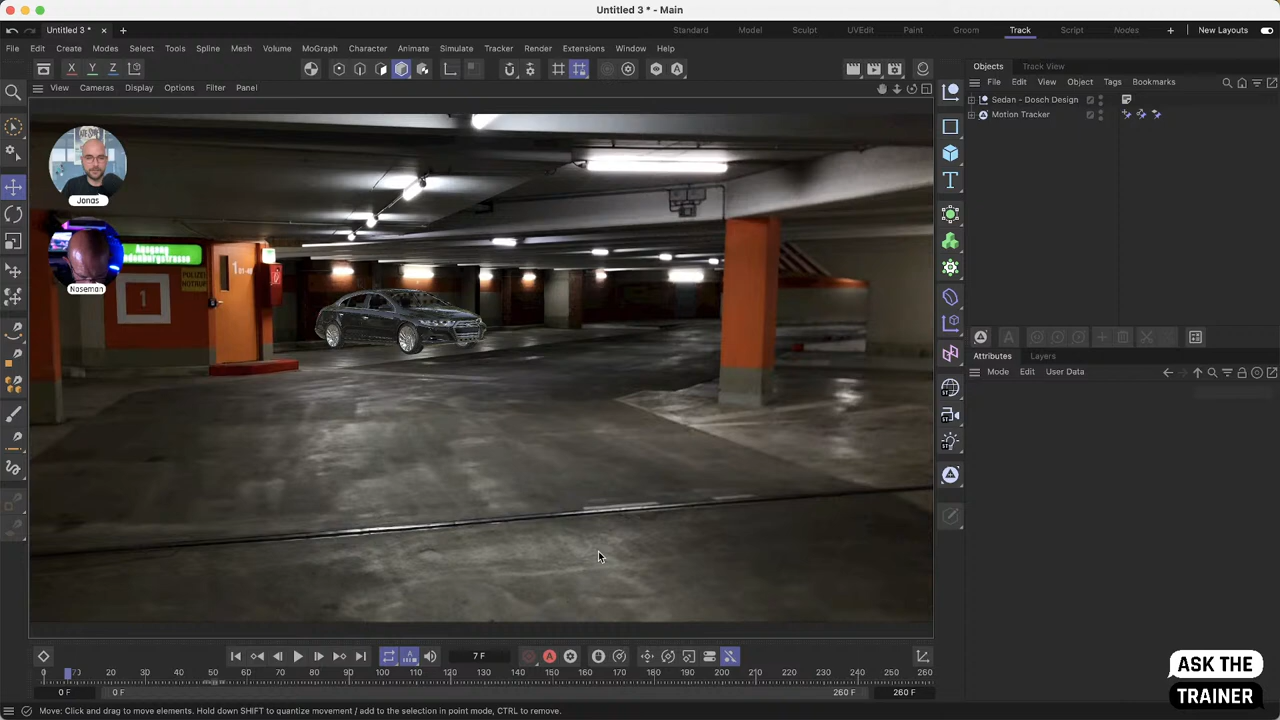 Untitled 3 * - Main
Untitled 3 *
Standard
Model
Sculpt
UVEdit
Paint
Groom
Track
Script
Nodes
New Layouts
File
Edit
Create
Modes
Select
Tools
Spline
Mesh
Volume
MoGraph
Character
Animate
Simulate
Tracker
Render
Extensions
Window
Help
X
Y
Z
Objects
Track View
File
Edit
View
Object
Tags
Bookmarks
View
Cameras
Display
Options
Filter
Panel
Sedan - Dosch Design
Motion Tracker
Jonas
Ausgang
POLIZEI
NOTRUF
1
1
Noseman
Attributes
Layers
Mode
Edit
User Data
7 F
0
20
30
40
50
60
70
80
90
100
110
120
130
140
150
160
170
180
190
200
210
220
230
240
250
260
0 F
0 F
260 F
260 F
ASK THE
TRAINER
Move: Click and drag to move elements. Hold down SHIFT to quantize movement / add to the selection in point mode, CTRL to remove.